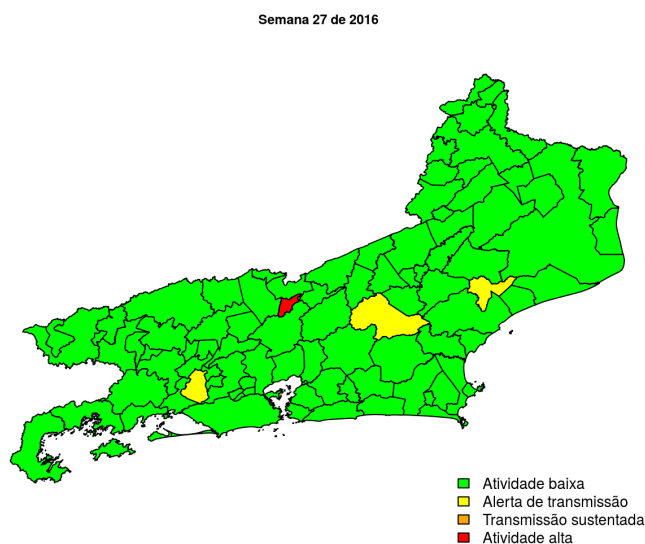 Semana 27 de 2016
Atividade baixa
Alerta de transmissão
Transmissão sustentada
Atividade alta